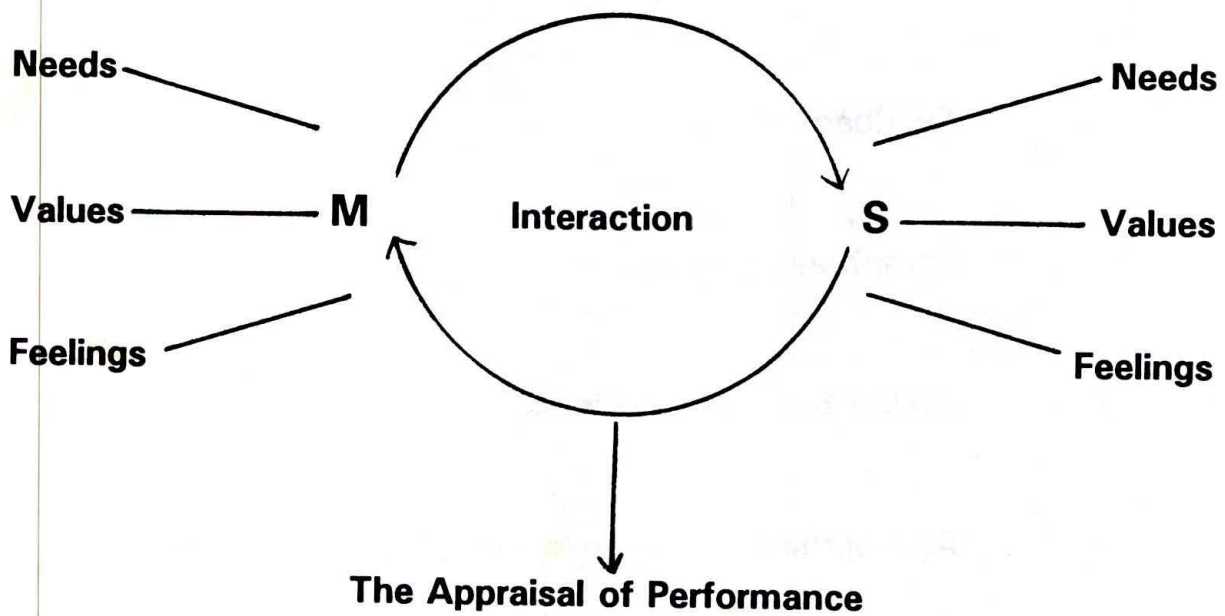 Needs
Needs
Values
M
Interaction
S
Values
Feelings
Feelings
The Appraisal of Performance